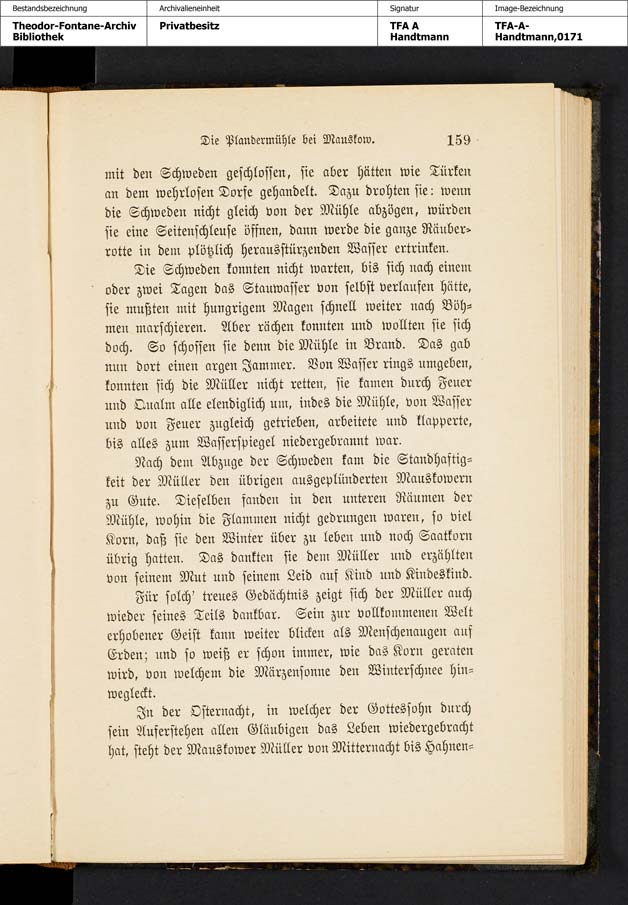 Bestandsbezeichnung
Archivalieneinheit
Signatur
Image-Bezeichnung
Theodor-Fontane-Archiv
Bibliothek
Privatbesitz
TFA A
Handtmann
TFA-A-
Handtmann,0171
Die Plandermühle bei Mauskow. 159
mit den Schweden geschlossen, sie aber hätten wie Türken
an dem wehrlosen Dorfe gehandelt. Dazu drohten sie: wenn
die Schweden nicht gleich von der Mühle abzögen, würden
sie eine Seitenschleuse öffnen, dann werde die ganze Räuber-
rotte in dem plötzlich herausstürzenden Wasser ertrinken.
Die Schweden konnten nicht warten, bis sich nach einem
oder zwei Tagen das Stauwasser von selbst verlaufen hätte,
sie mußten mit hungrigem Magen schnell weiter nach Böh-
men marschieren. Aber rächen konnten und wollten sie sich
doch. So schossen sie denn die Mühle in Brand. Das gab
nun dort einen argen Jammer. Von Wasser rings umgeben,
konnten sich die Müller nicht retten, sie kamen durch Feuer
und Qualm alle elendiglich um, indes die Mühle, von Wasser
und von Feuer zugleich getrieben, arbeitete und klapperte,
bis alles zum Wasserspiegel niedergebrannt war.
Nach dem Abzuge der Schweden kam die Standhaftig-
keit der Müller den übrigen ausgeplünderten Mauskowern
zu Gute. Dieselben fanden in den unteren Räumen der
Mühle, wohin die Flammen nicht gedrungen waren, so viel
Korn, daß sie den Winter über zu leben und noch Saatkorn
übrig hatten. Das dankten sie dem Müller und erzählten
von seinem Mut und seinem Leid auf Kind und Kindeskind.
Für solch' treues Gedächtnis zeigt sich der Müller auch
wieder seines Teils dankbar. Sein zur vollkommenen Welt
erhobener Geist kann weiter blicken als Menschenaugen auf
Erden; und so weiß er schon immer, wie das Korn geraten
wird, von welchem die Märzensonne den Winterschnee hin-
wegleckt.
In der Osternacht, in welcher der Gottessohn durch
sein Auferstehen allen Gläubigen das Leben wiedergebracht
hat, steht der Mauskower Müller von Mitternacht bis Hahnen-